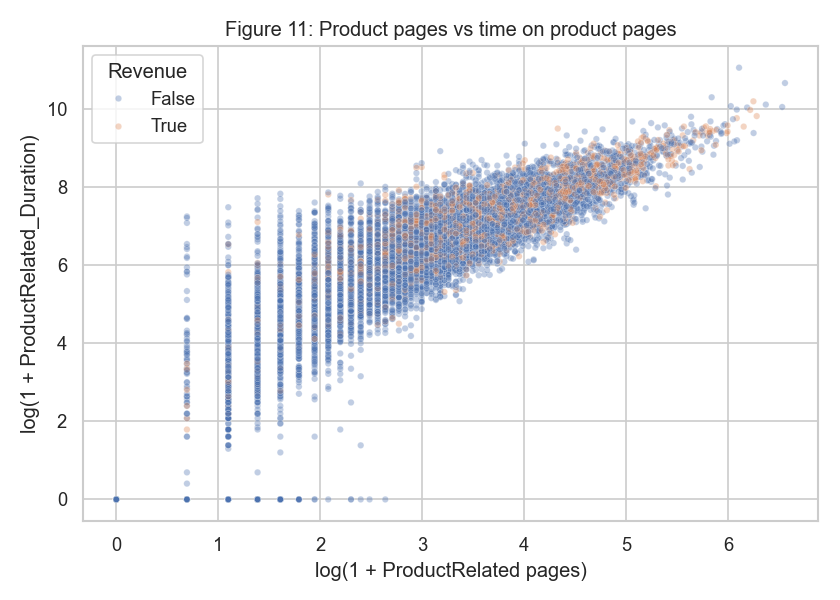 Figure 11: Product pages vs time on product pages
Revenue
False
True
log(1 + ProductRelated_Duration)
10
8
6
4
2
0
0 1 2 3 4 5 6
log(1 + ProductRelated pages)